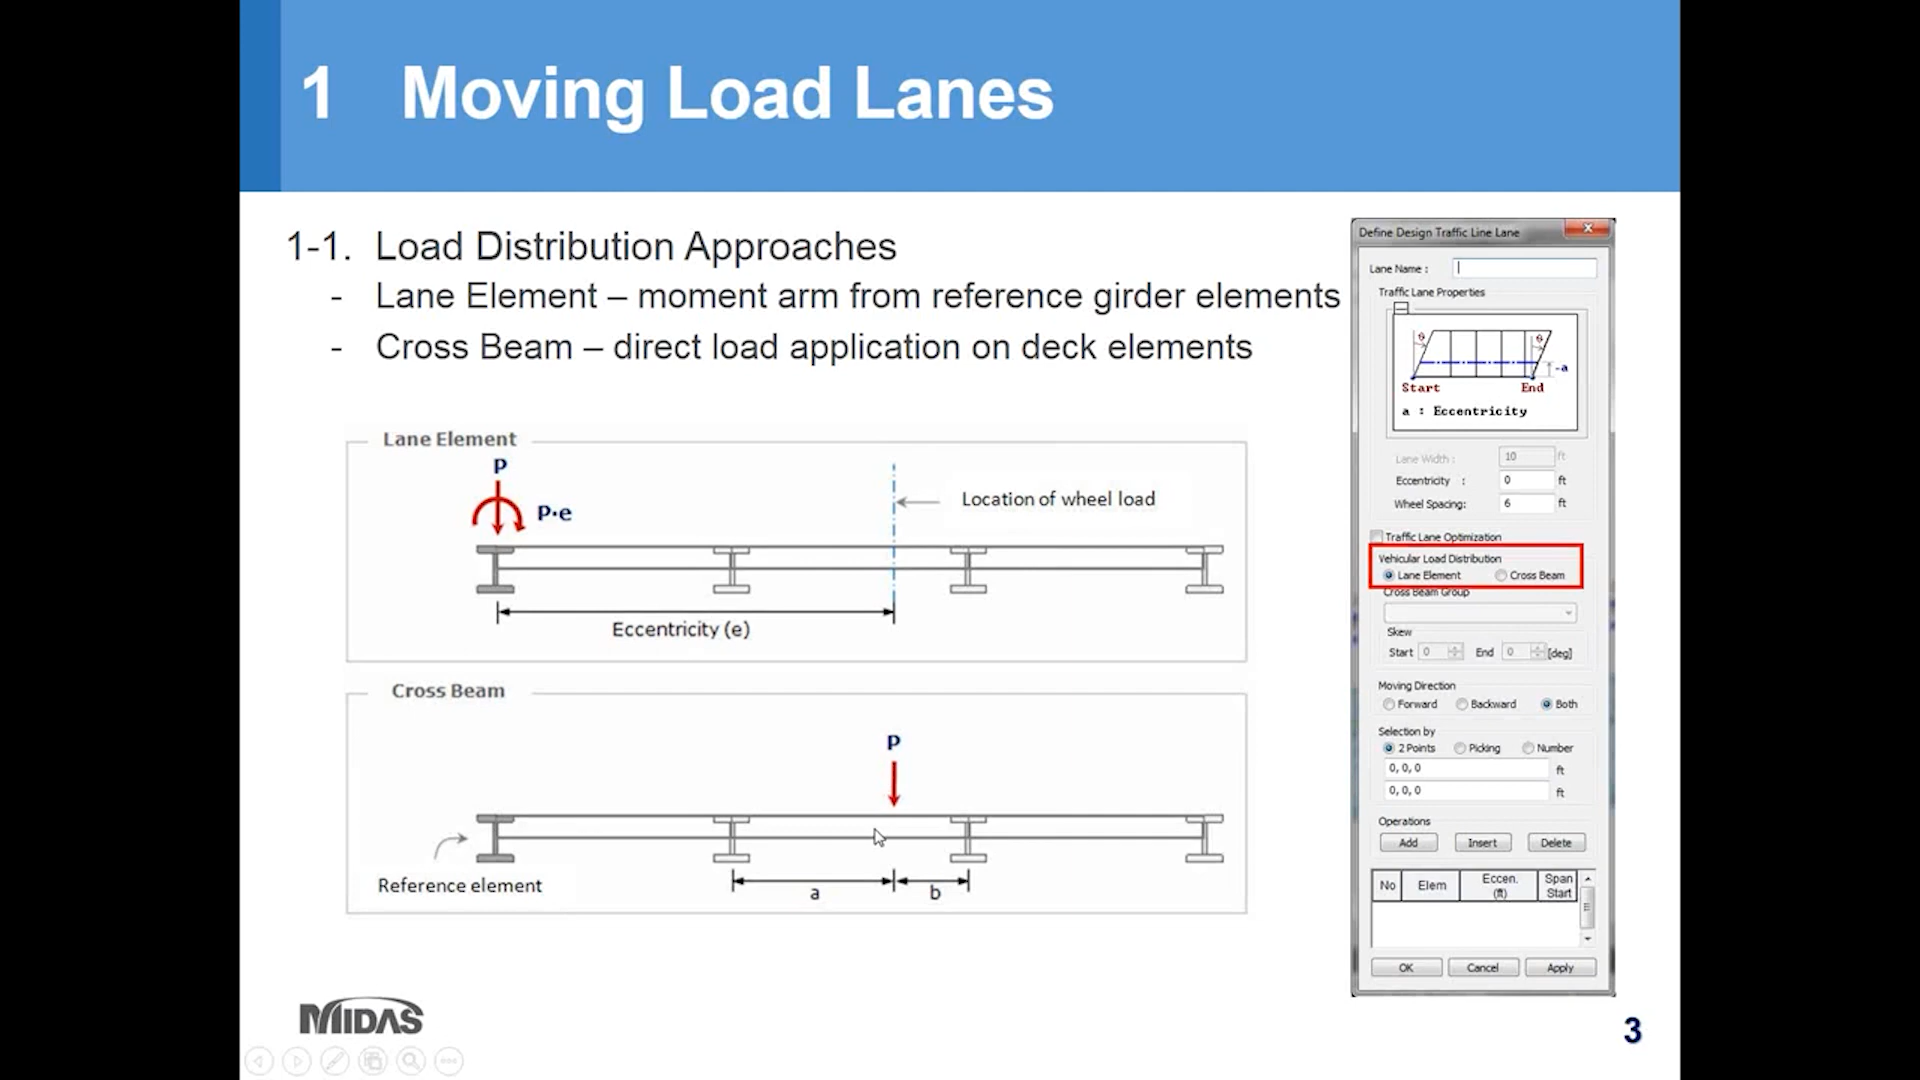 1 Moving Load Lanes
1-1. Load Distribution Approaches
- Lane Element – moment arm from reference girder elements
- Cross Beam – direct load application on deck elements
Lane Element
P
P·e
Location of wheel load
Eccentricity (e)
Cross Beam
P
Reference element
a
b
Define Design Traffic Line Lane
Lane Name :
Traffic Lane Properties
θ
θ
-a
Start
End
a : Eccentricity
Lane Width : 10 ft
Eccentricity : 0 ft
Wheel Spacing: 6 ft
Traffic Lane Optimization
Vehicular Load Distribution
Lane Element Cross Beam
Cross Beam Group
Skew
Start 0 End 0 [deg]
Moving Direction
Forward Backward Both
Selection by
2 Points Picking Number
0, 0, 0 ft
0, 0, 0 ft
Operations
Add Insert Delete
No Elem Eccen. (ft) Span Start
OK Cancel Apply
MIDAS
3